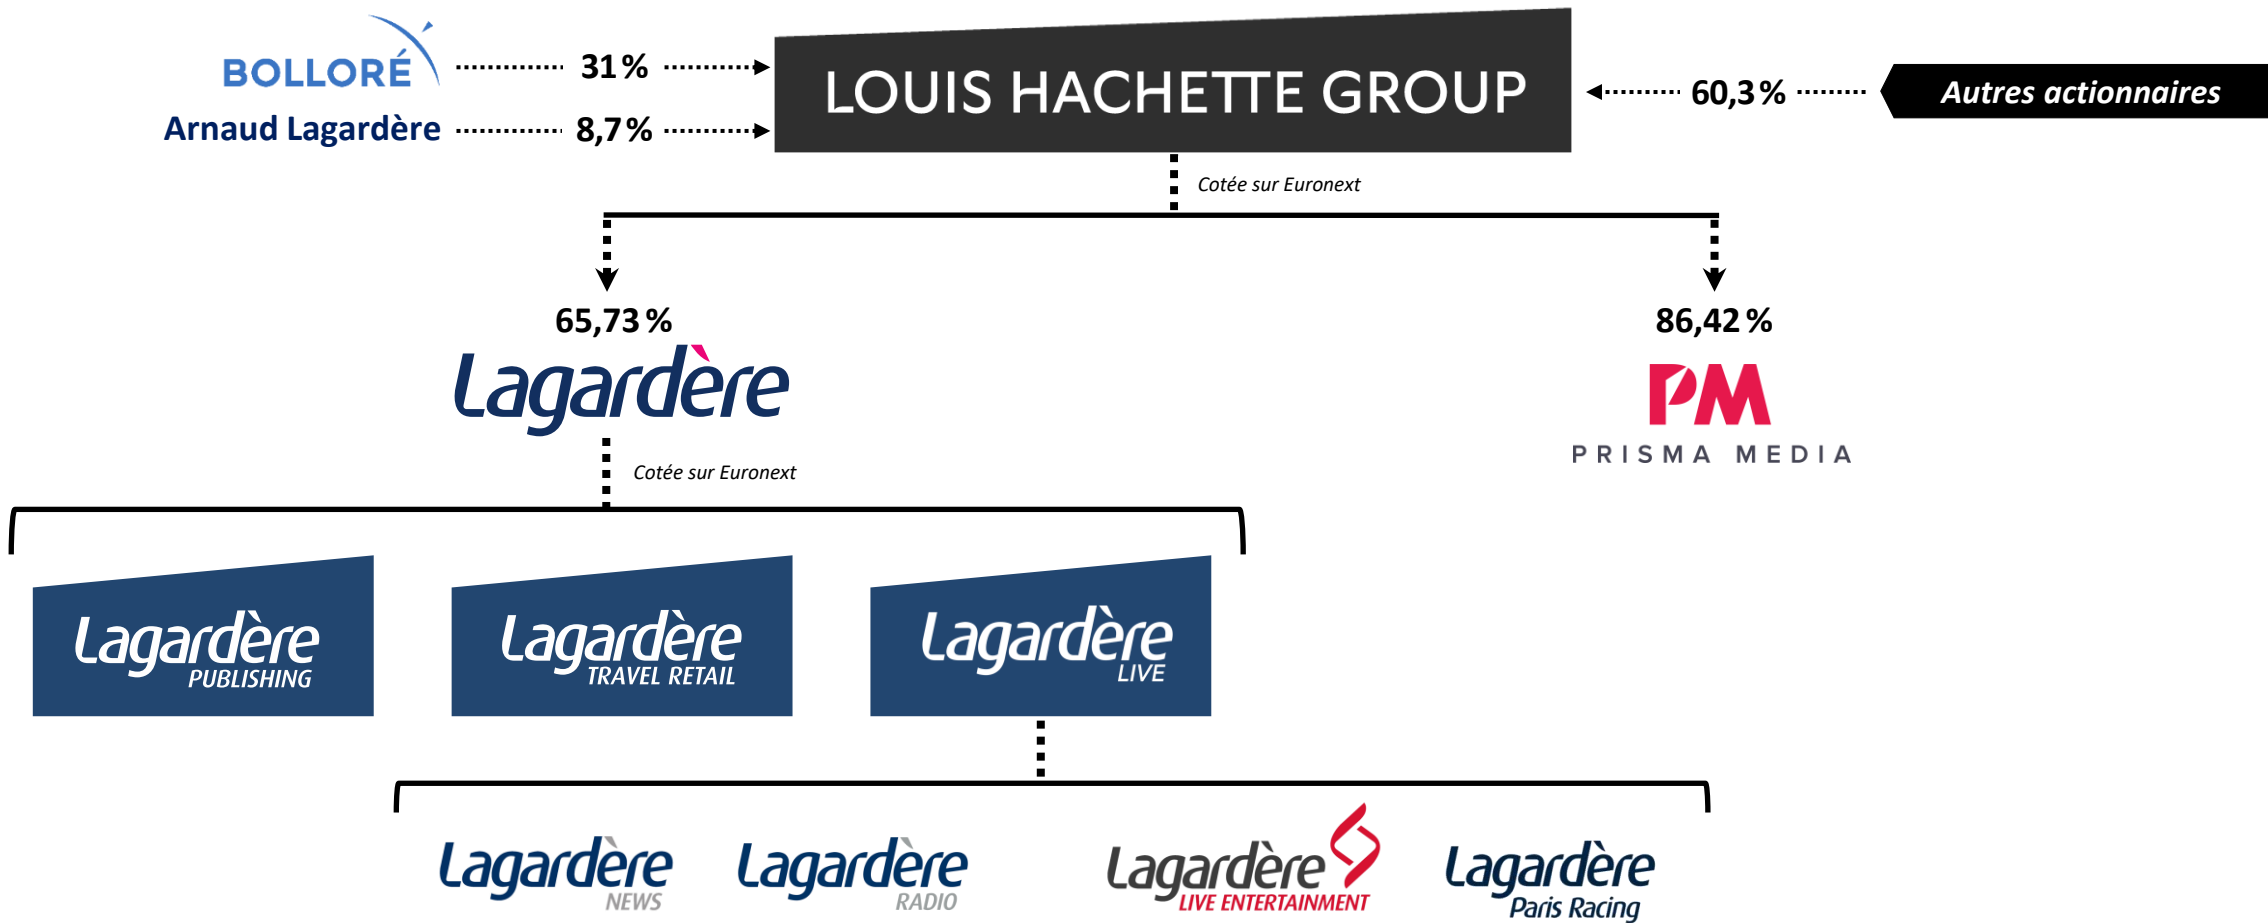 BOLLORÉ
31 %
LOUIS HACHETTE GROUP
60,3 %
Autres actionnaires
Arnaud Lagardère
8,7 %
Cotée sur Euronext
65,73 %
86,42 %
Lagardère
PM
PRISMA MEDIA
Cotée sur Euronext
Lagardère
PUBLISHING
Lagardère
TRAVEL RETAIL
Lagardère
LIVE
Lagardère
NEWS
Lagardère
RADIO
Lagardère
LIVE ENTERTAINMENT
Lagardère
Paris Racing